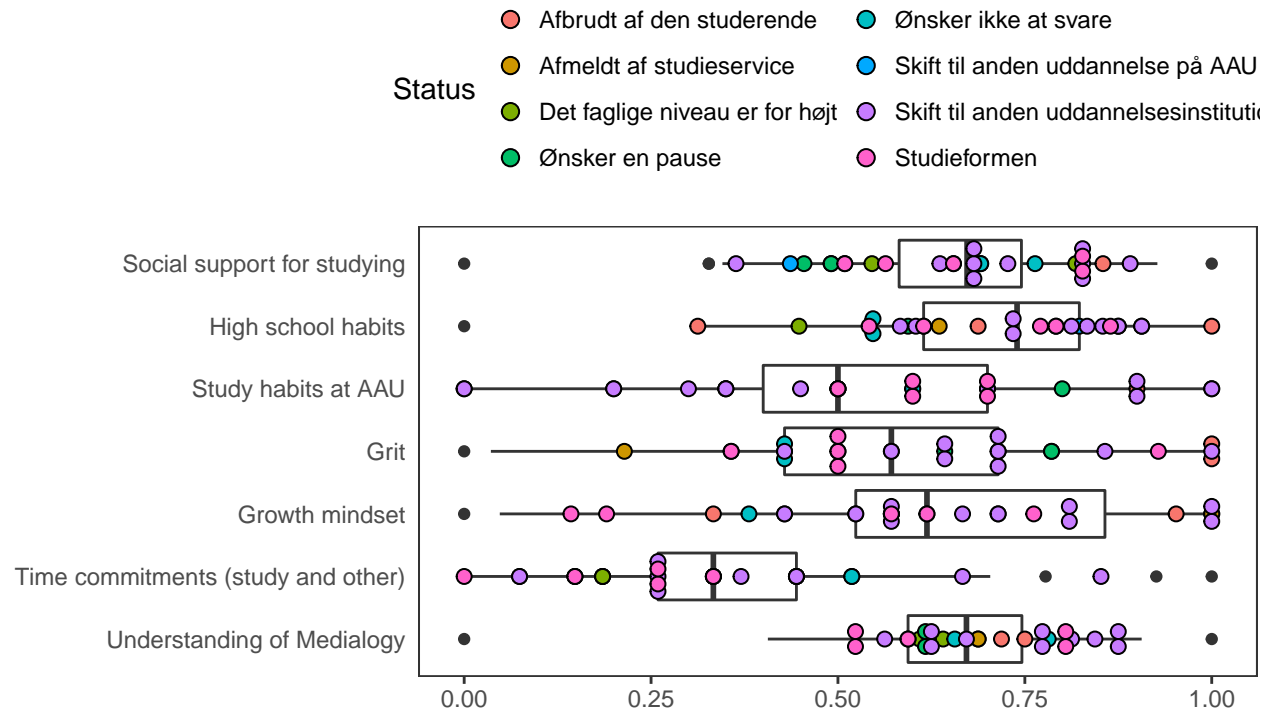 Status
Afbrudt af den studerende
Afmeldt af studieservice
Det faglige niveau er for højt
Ønsker en pause
Ønsker ikke at svare
Skift til anden uddannelse på AAU
Skift til anden
Studieformen
Social support for studying
High school habits
Study habits at AAU
Grit
Growth mindset
Time commitments (study and other)
Understanding of Medialogy
0.00 0.25 0.50 0.75 1.00